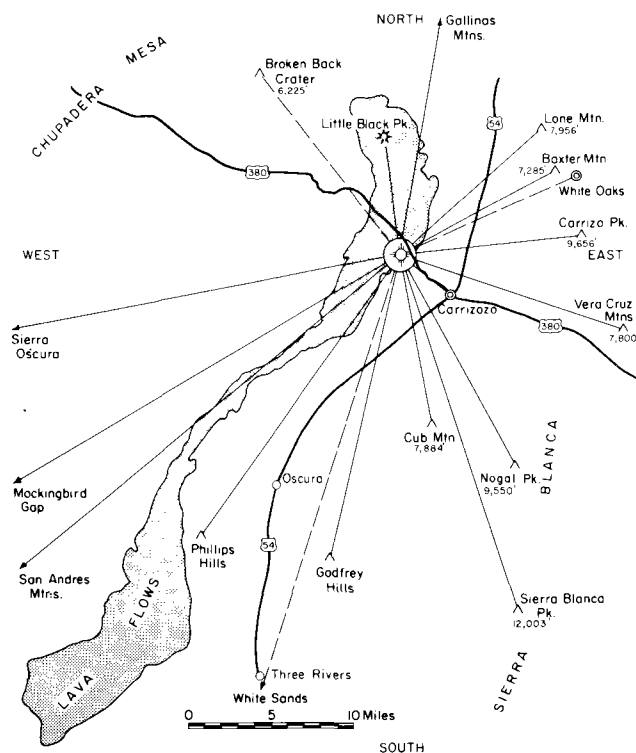 NORTH
Gallinas
Mtns.
MESA
CHUPADERA
Broken Back
Crater
6,225'
Little Black Pk.
54
Lone Mtn.
7,956'
Baxter Mtn
7,285'
White Oaks
380
Carrizo Pk.
9,656'
WEST
EAST
Carrizozo
Vera Cruz
Mtns
7,800
380
Sierra
Oscura
Cub Mtn
7,884'
BLANCA
Nogal Pk.
9,550'
Mockingbird
Gap
Oscura
Phillips
Hills
54
Godfrey
Hills
San Andres
Mtns.
FLOWS
LAVA
Sierra Blanca
Pk.
12,003'
SIERRA
Three Rivers
White Sands
0 5 10 Miles
SOUTH